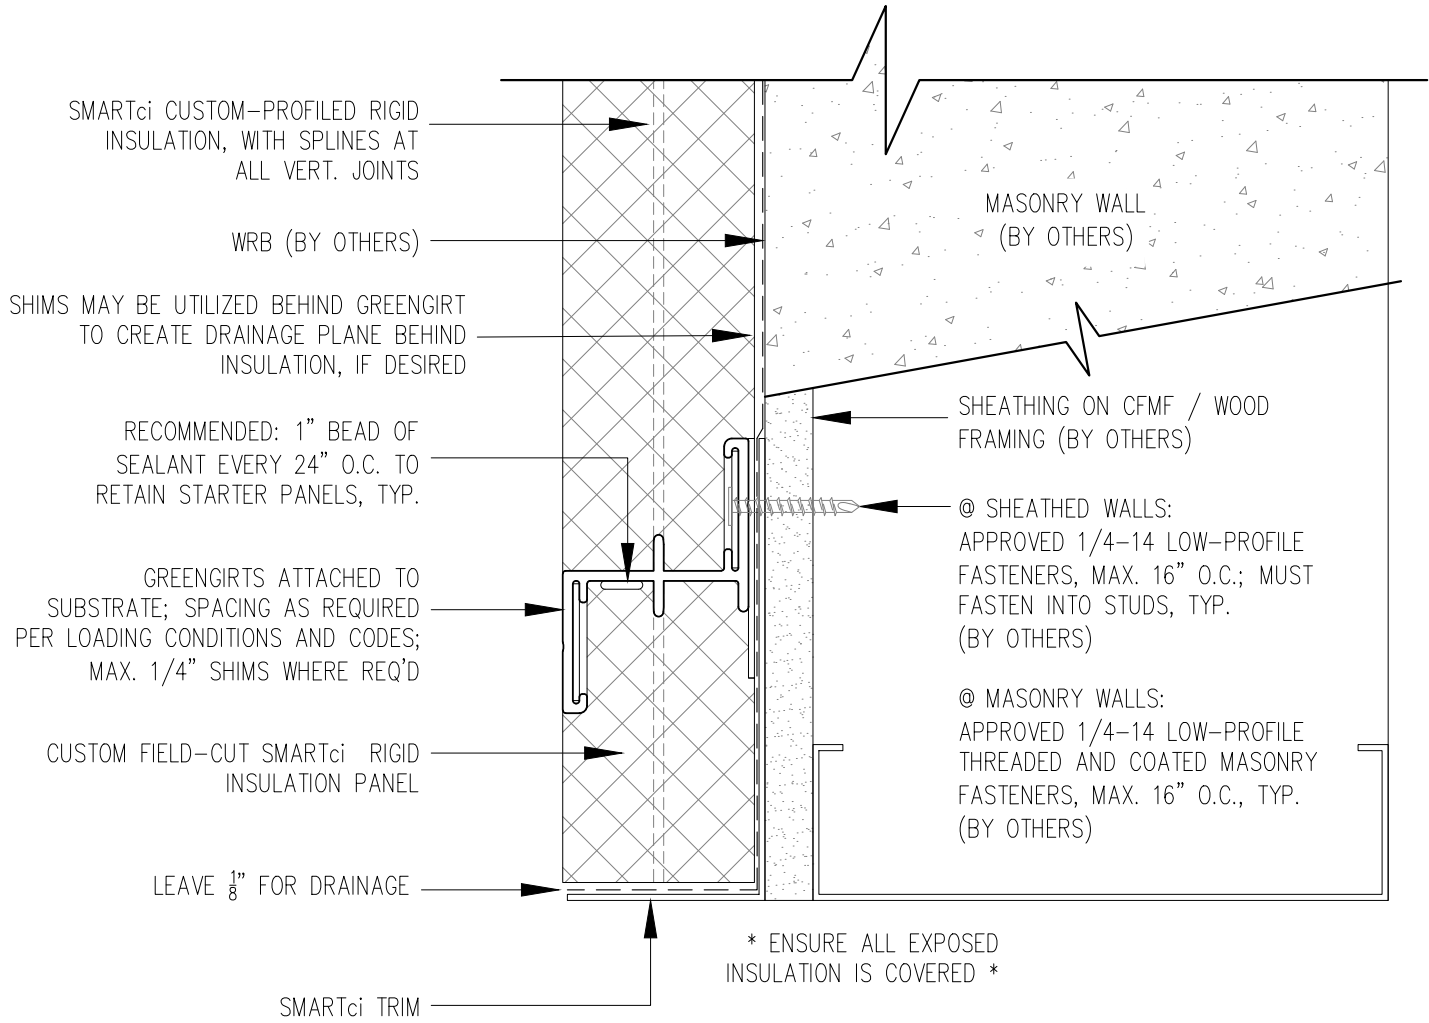 SMARTci CUSTOM-PROFILED RIGID
INSULATION, WITH SPLINES AT
ALL VERT. JOINTS
WRB (BY OTHERS)
SHIMS MAY BE UTILIZED BEHIND GREENGIRT
TO CREATE DRAINAGE PLANE BEHIND
INSULATION, IF DESIRED
RECOMMENDED: 1" BEAD OF
SEALANT EVERY 24" O.C. TO
RETAIN STARTER PANELS, TYP.
GREENGIRTS ATTACHED TO
SUBSTRATE; SPACING AS REQUIRED
PER LOADING CONDITIONS AND CODES;
MAX. 1/4" SHIMS WHERE REQ'D
CUSTOM FIELD-CUT SMARTci RIGID
INSULATION PANEL
LEAVE 1/8" FOR DRAINAGE
SMARTci TRIM
MASONRY WALL
(BY OTHERS)
SHEATHING ON CFMF / WOOD
FRAMING (BY OTHERS)
@ SHEATHED WALLS:
APPROVED 1/4-14 LOW-PROFILE
FASTENERS, MAX. 16" O.C.; MUST
FASTEN INTO STUDS, TYP.
(BY OTHERS)
@ MASONRY WALLS:
APPROVED 1/4-14 LOW-PROFILE
THREADED AND COATED MASONRY
FASTENERS, MAX. 16" O.C., TYP.
(BY OTHERS)
* ENSURE ALL EXPOSED
INSULATION IS COVERED *